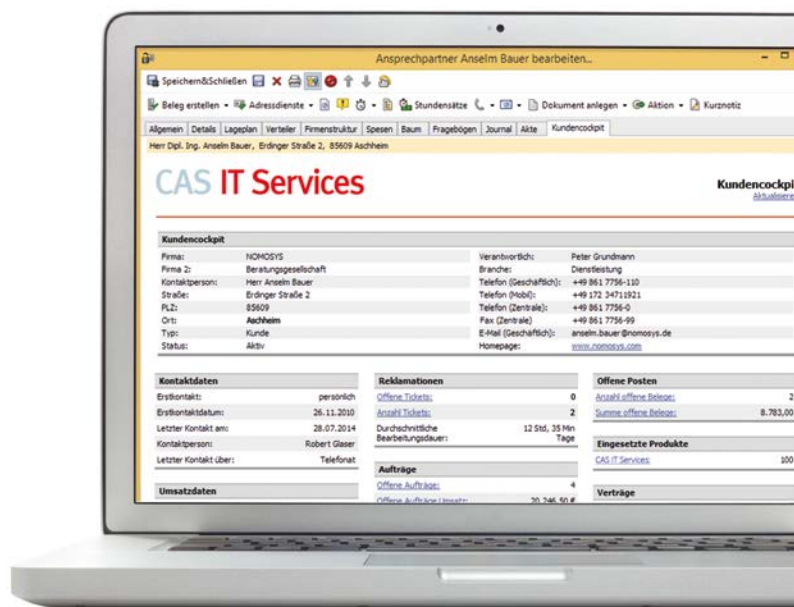 Ansprechpartner Anselm Bauer bearbeiten...
Speichern&Schließen
Beleg erstellen Adressdienste Stundensätze Dokument anlegen Aktion Kurznotiz
Allgemein Details Lageplan Verteiler Firmenstruktur Spesen Baum Fragebögen Journal Akte Kundencockpit
Herr Dipl. Ing. Anselm Bauer, Erdinger Straße 2, 85609 Aschheim
CAS IT Services
Kundencockpi
Aktualisiere
Kundencockpit
Firma: NOMOSYS Verantwortlich: Peter Grundmann
Firma 2: Beratungsgesellschaft Branche: Dienstleistung
Kontaktperson: Herr Anselm Bauer Telefon (Geschäftlich): +49 861 7756-110
Straße: Erdinger Straße 2 Telefon (Mobil): +49 172 34711921
PLZ: 85609 Telefon (Zentrale): +49 861 7756-0
Ort: Aschheim Fax (Zentrale) +49 861 7756-99
Typ: Kunde E-Mail (Geschäftlich): anselm.bauer@nomosys.de
Status: Aktiv Homepage: www.nomosys.com
Kontaktdaten
Erstkontakt: persönlich
Erstkontaktdatum: 26.11.2010
Letzter Kontakt am: 28.07.2014
Kontaktperson: Robert Glaser
Letzter Kontakt über: Telefonat
Umsatzdaten
Reklamationen
Offene Tickets: 0
Anzahl Tickets: 2
Durchschnittliche 12 Std, 35 Min
Bearbeitungsdauer: Tage
Aufträge
Offene Aufträge: 4
Offene Aufträge Umsatz: 20.246,50 €
Offene Posten
Anzahl offene Belege: 2
Summe offene Belege: 8.783,00
Eingesetzte Produkte
CAS IT Services: 100
Verträge